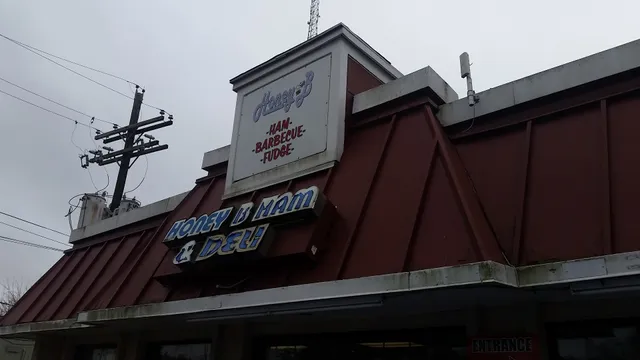 Honey B
-HAM-
-BARBECUE-
-FUDGE-
HONEY B HAM
& DELI
ENTRANCE